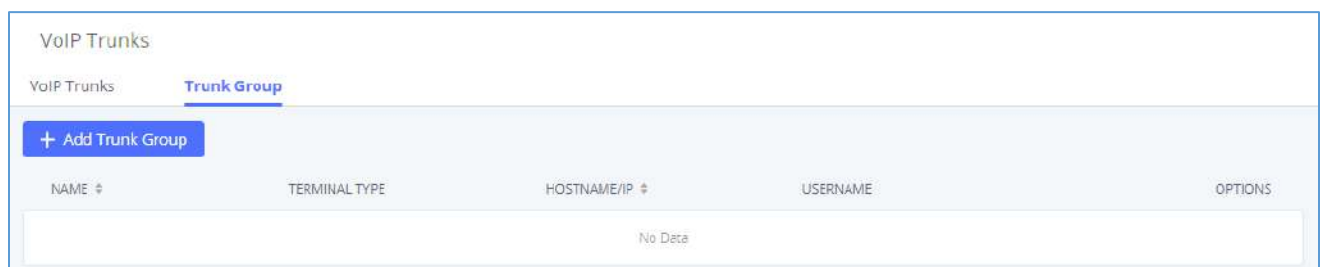 VoIP Trunks
VoIP Trunks Trunk Group
+ Add Trunk Group
NAME TERMINAL TYPE HOSTNAME/IP USERNAME OPTIONS
No Data